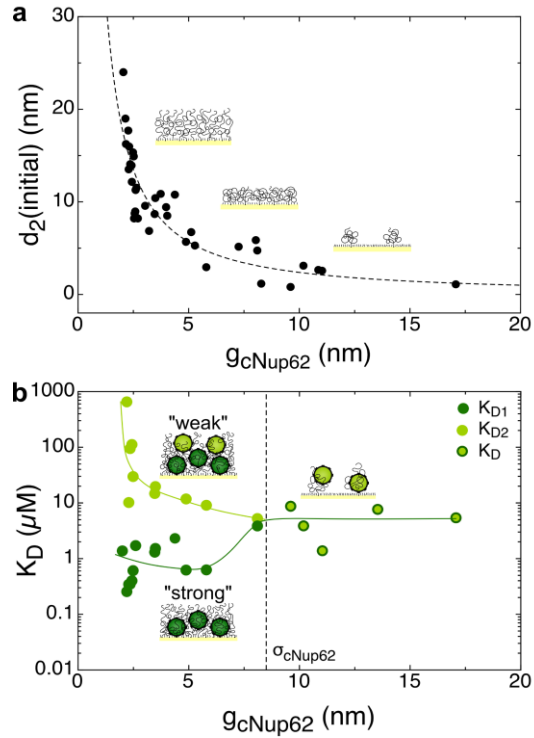 a
d2(initial) (nm)
30
20
10
0
0 5 10 15 20
gcNup62 (nm)
b
KD (µM)
1000
100
10
1
0.1
0.01
"weak"
"strong"
KD1
KD2
KD
σcNup62
0 5 10 15 20
gcNup62 (nm)